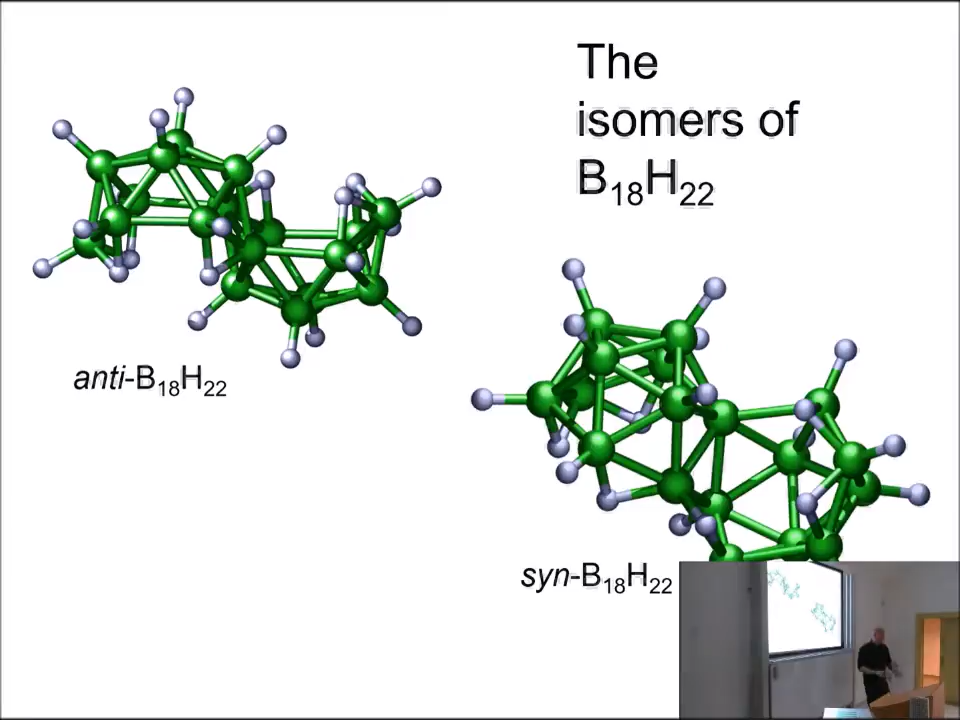 The
isomers of
B₁₈H₂₂
anti-B₁₈H₂₂
syn-B₁₈H₂₂